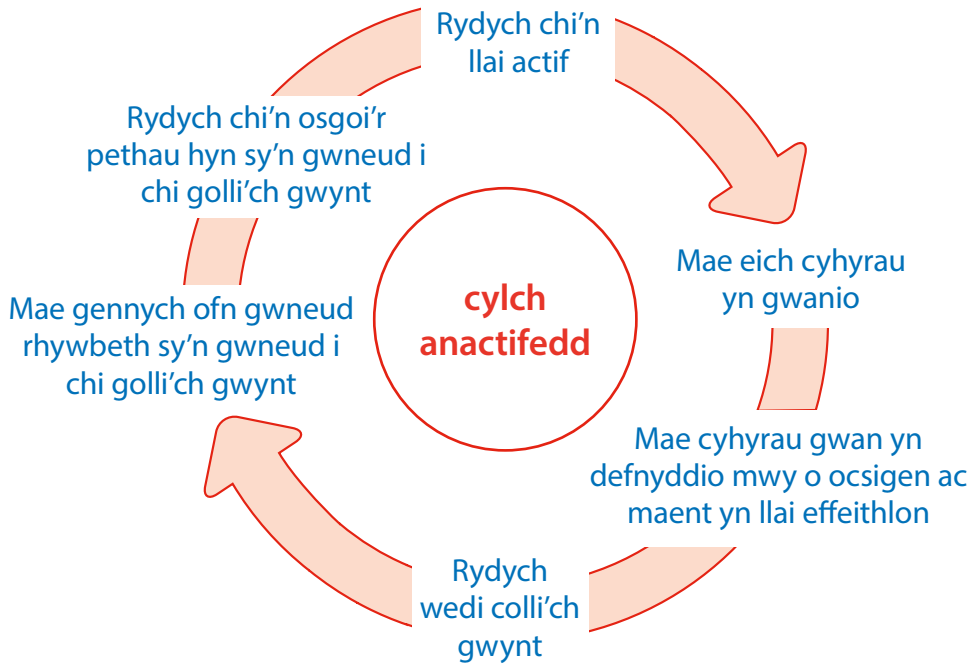 Rydych chi'n
llai actif
Mae eich cyhyrau
yn gwanio
Mae cyhyrau gwan yn
defnyddio mwy o ocsigen ac
maent yn llai effeithlon
Rydych
wedi colli'ch
gwynt
Mae gennych ofn gwneud
rhywbeth sy'n gwneud i
chi golli'ch gwynt
Rydych chi'n osgoi'r
pethau hyn sy'n gwneud i
chi golli'ch gwynt
cylch
anactifedd